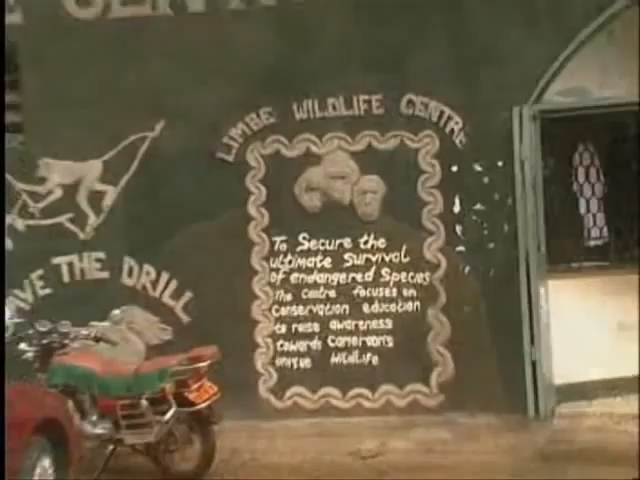 LIMBE WILDLIFE CENTRE
To Secure the
ultimate Survival
of endangered Species
The centre focuses on
Conservation education
to raise awareness
towards Cameroon's
unique Wildlife
AVE THE DRILL